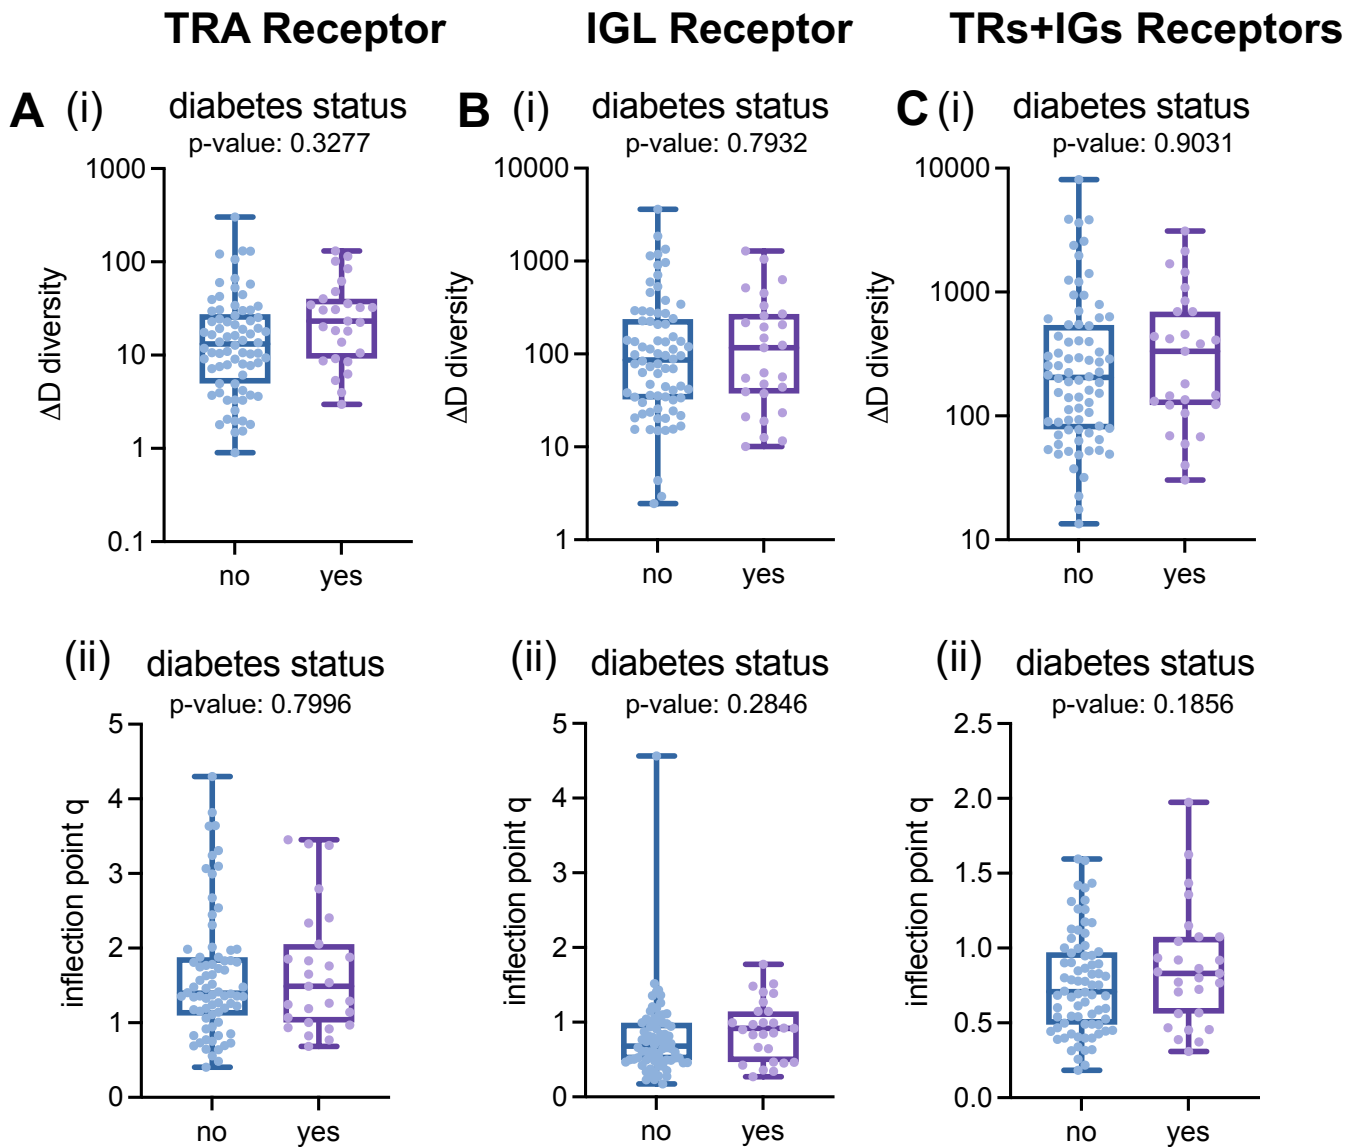 TRA Receptor
IGL Receptor
TRs+IGs Receptors
A (i) diabetes status
p-value: 0.3277
1000
100
10
1
0.1
ΔD diversity
no yes
B (i) diabetes status
p-value: 0.7932
10000
1000
100
10
1
ΔD diversity
no yes
C (i) diabetes status
p-value: 0.9031
10000
1000
100
10
ΔD diversity
no yes
(ii) diabetes status
p-value: 0.7996
5
4
3
2
1
0
inflection point q
no yes
(ii) diabetes status
p-value: 0.2846
5
4
3
2
1
0
inflection point q
no yes
(ii) diabetes status
p-value: 0.1856
2.5
2.0
1.5
1.0
0.5
0.0
inflection point q
no yes